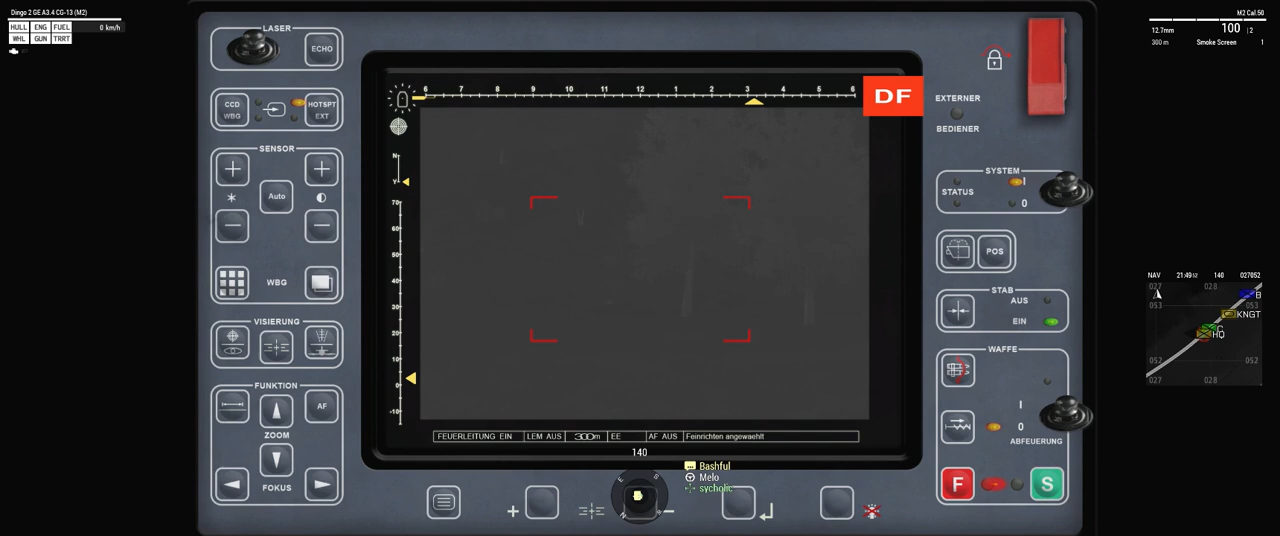 Dingo 2 GE A3.4 CG-13 (M2)
HULL ENG FUEL 0 km/h
WHL GUN TRRT
M2 Cal.50
12.7mm 100 | 2
300 m Smoke Screen 1
LASER
ECHO
CCD WBG
HOTSPT EXT
SENSOR
Auto
WBG
VISIERUNG
FUNKTION
AF
ZOOM
FOKUS
6 7 8 9 10 11 12 1 2 3 4 5 6
DF
N
Y
70
60
50
40
30
20
10
0
-10
FEUERLEITUNG EIN LEM AUS 300m EE AF AUS Feinrichten angewaehlt
140
Bashful
Melo
sycholic
EXTERNER
BEDIENER
SYSTEM
STATUS I
0
POS
STAB
AUS
EIN
WAFFE
I
0
ABFEUERUNG
F S
NAV 21:49:52 140 027052
027 028
B
053 053
KNGT
C
HQ
052 052
027 028